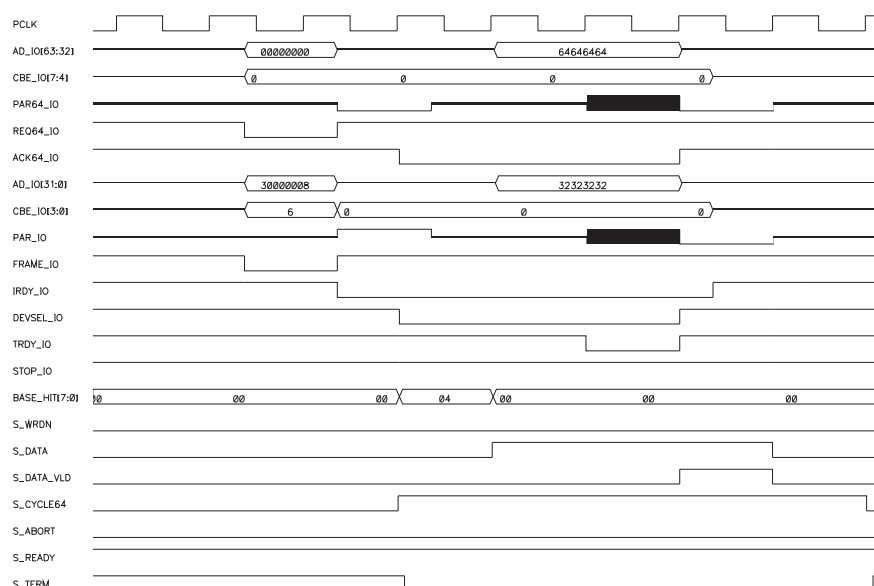 PCLK
AD_IO[63:32] 00000000 64646464
CBE_IO[7:4] 0 0 0 0
PAR64_IO
REQ64_IO
ACK64_IO
AD_IO[31:0] 30000008 32323232
CBE_IO[3:0] 6 0 0 0
PAR_IO
FRAME_IO
IRDY_IO
DEVSEL_IO
TRDY_IO
STOP_IO
BASE_HIT[7:0] 00 00 00 04 00 00 00
S_WRDN
S_DATA
S_DATA_VLD
S_CYCLE64
S_ABORT
S_READY
S_TERM